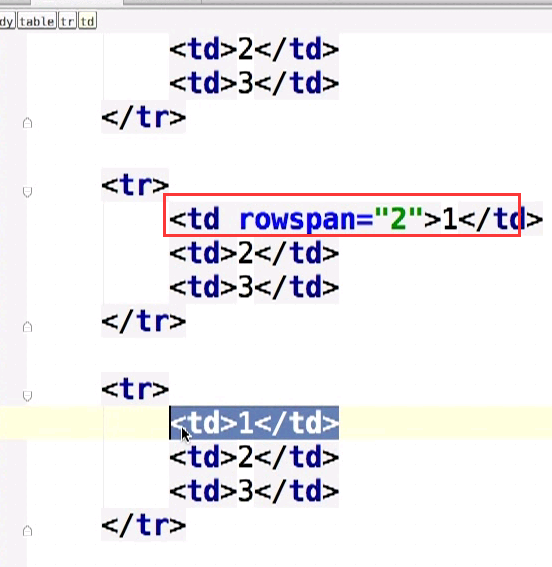 dy table tr td
<td>2</td>
<td>3</td>
</tr>
<tr>
<td rowspan="2">1</td>
<td>2</td>
<td>3</td>
</tr>
<tr>
<td>1</td>
<td>2</td>
<td>3</td>
</tr>